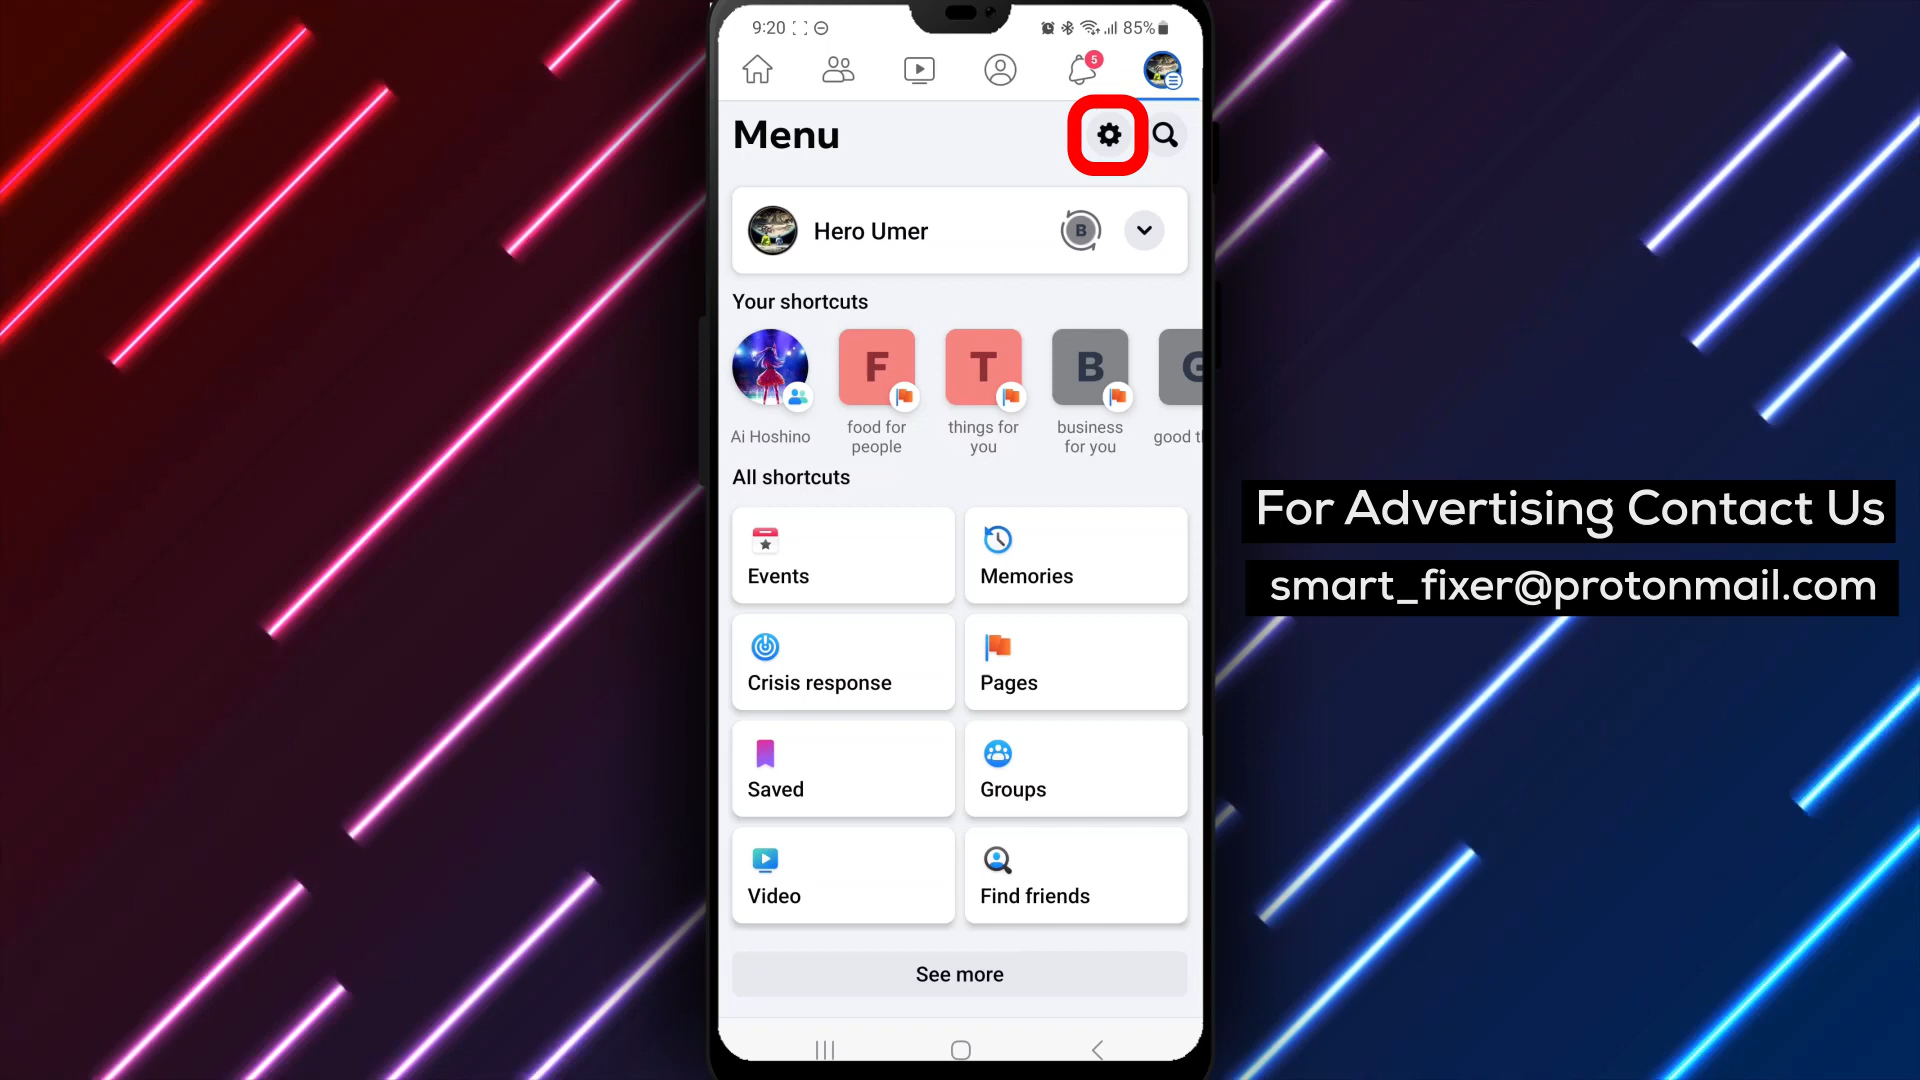 9:20
85%
5
Menu
Hero Umer
B
Your shortcuts
F
T
B
G
Ai Hoshino
food for
people
things for
you
business
for you
good t
All shortcuts
Events
Memories
Crisis response
Pages
Saved
Groups
Video
Find friends
See more
For Advertising Contact Us
smart_fixer@protonmail.com